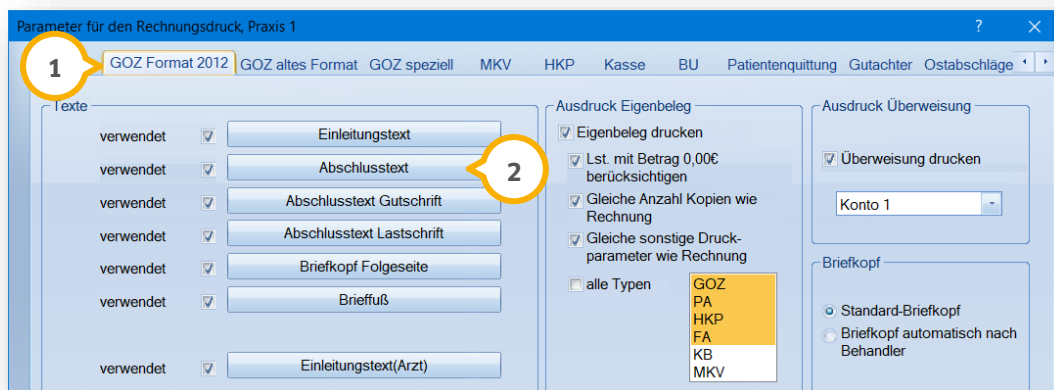 Parameter für den Rechnungsdruck, Praxis 1
?
1
GOZ Format 2012
GOZ altes Format
GOZ speziell
MKV
HKP
Kasse
BU
Patientenquittung
Gutachter
Ostabschläge
Texte
verwendet
Einleitungstext
verwendet
Abschlusstext
2
verwendet
Abschlusstext Gutschrift
verwendet
Abschlusstext Lastschrift
verwendet
Briefkopf Folgeseite
verwendet
Brieffuß
verwendet
Einleitungstext(Arzt)
Ausdruck Eigenbeleg
Eigenbeleg drucken
Lst. mit Betrag 0,00€
berücksichtigen
Gleiche Anzahl Kopien wie
Rechnung
Gleiche sonstige Druck-
parameter wie Rechnung
alle Typen
GOZ
PA
HKP
FA
KB
MKV
Ausdruck Überweisung
Überweisung drucken
Konto 1
Briefkopf
Standard-Briefkopf
Briefkopf automatisch nach
Behandler